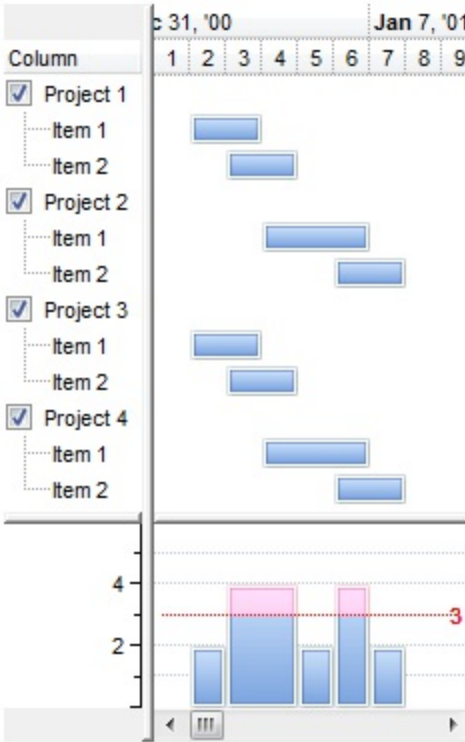 c 31, '00 Jan 7, '01
Column 1 2 3 4 5 6 7 8 9
Project 1
Item 1
Item 2
Project 2
Item 1
Item 2
Project 3
Item 1
Item 2
Project 4
Item 1
Item 2
4
3
2